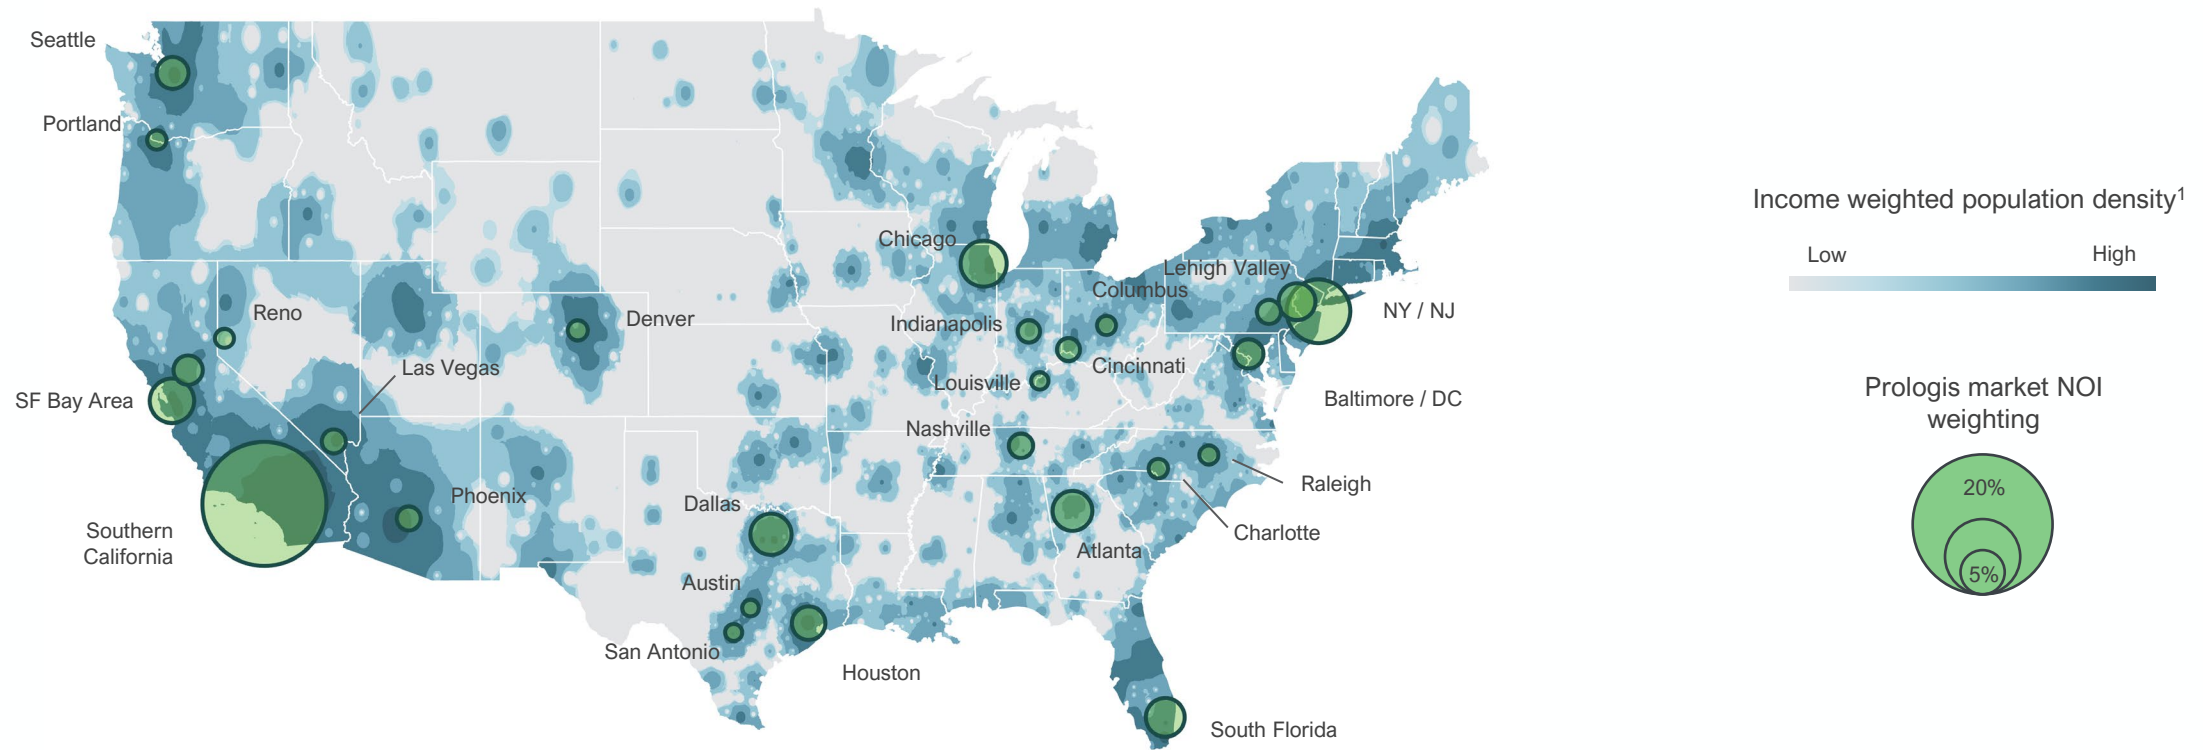 Seattle
Portland
Reno
SF Bay Area
Las Vegas
Southern
California
Phoenix
Denver
Dallas
Austin
San Antonio
Houston
Chicago
Indianapolis
Louisville
Nashville
Lehigh Valley
Columbus
Cincinnati
NY / NJ
Baltimore / DC
Raleigh
Charlotte
Atlanta
South Florida
Income weighted population density1
Low
High
Prologis market NOI
weighting
20%
5%